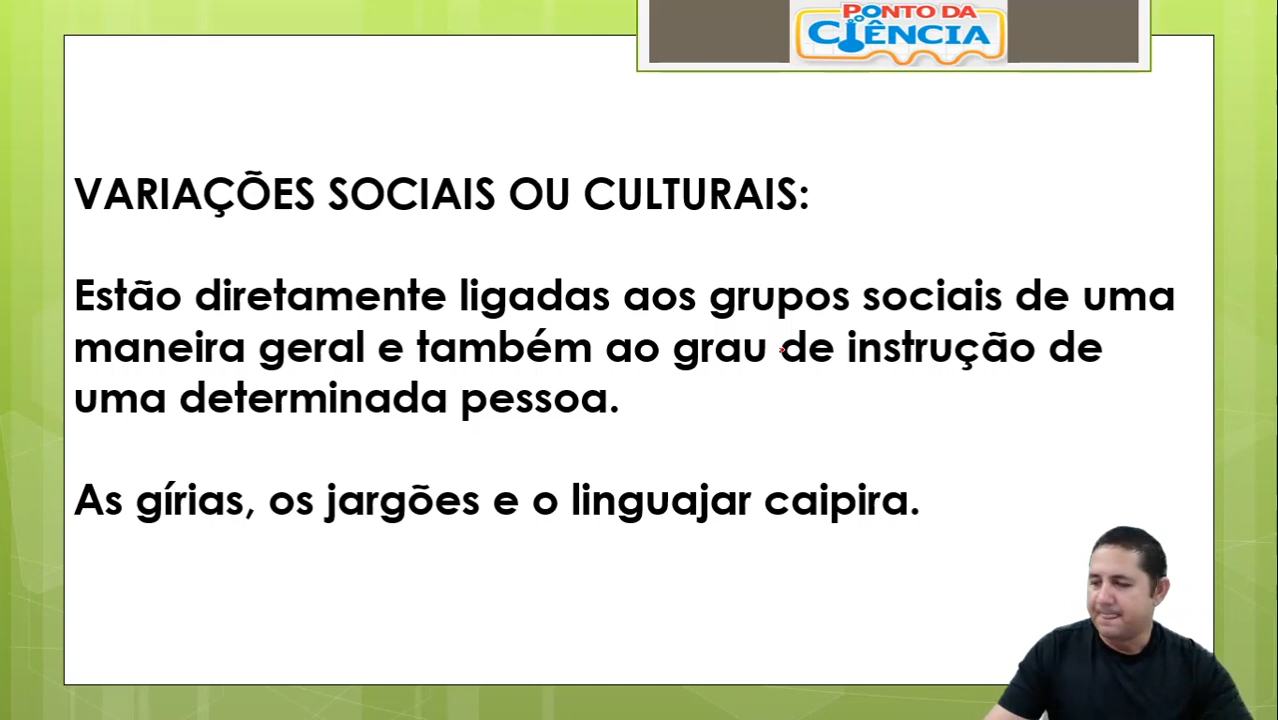 PONTO DA
CIÊNCIA
VARIAÇÕES SOCIAIS OU CULTURAIS:
Estão diretamente ligadas aos grupos sociais de uma
maneira geral e também ao grau de instrução de
uma determinada pessoa.
As gírias, os jargões e o linguajar caipira.